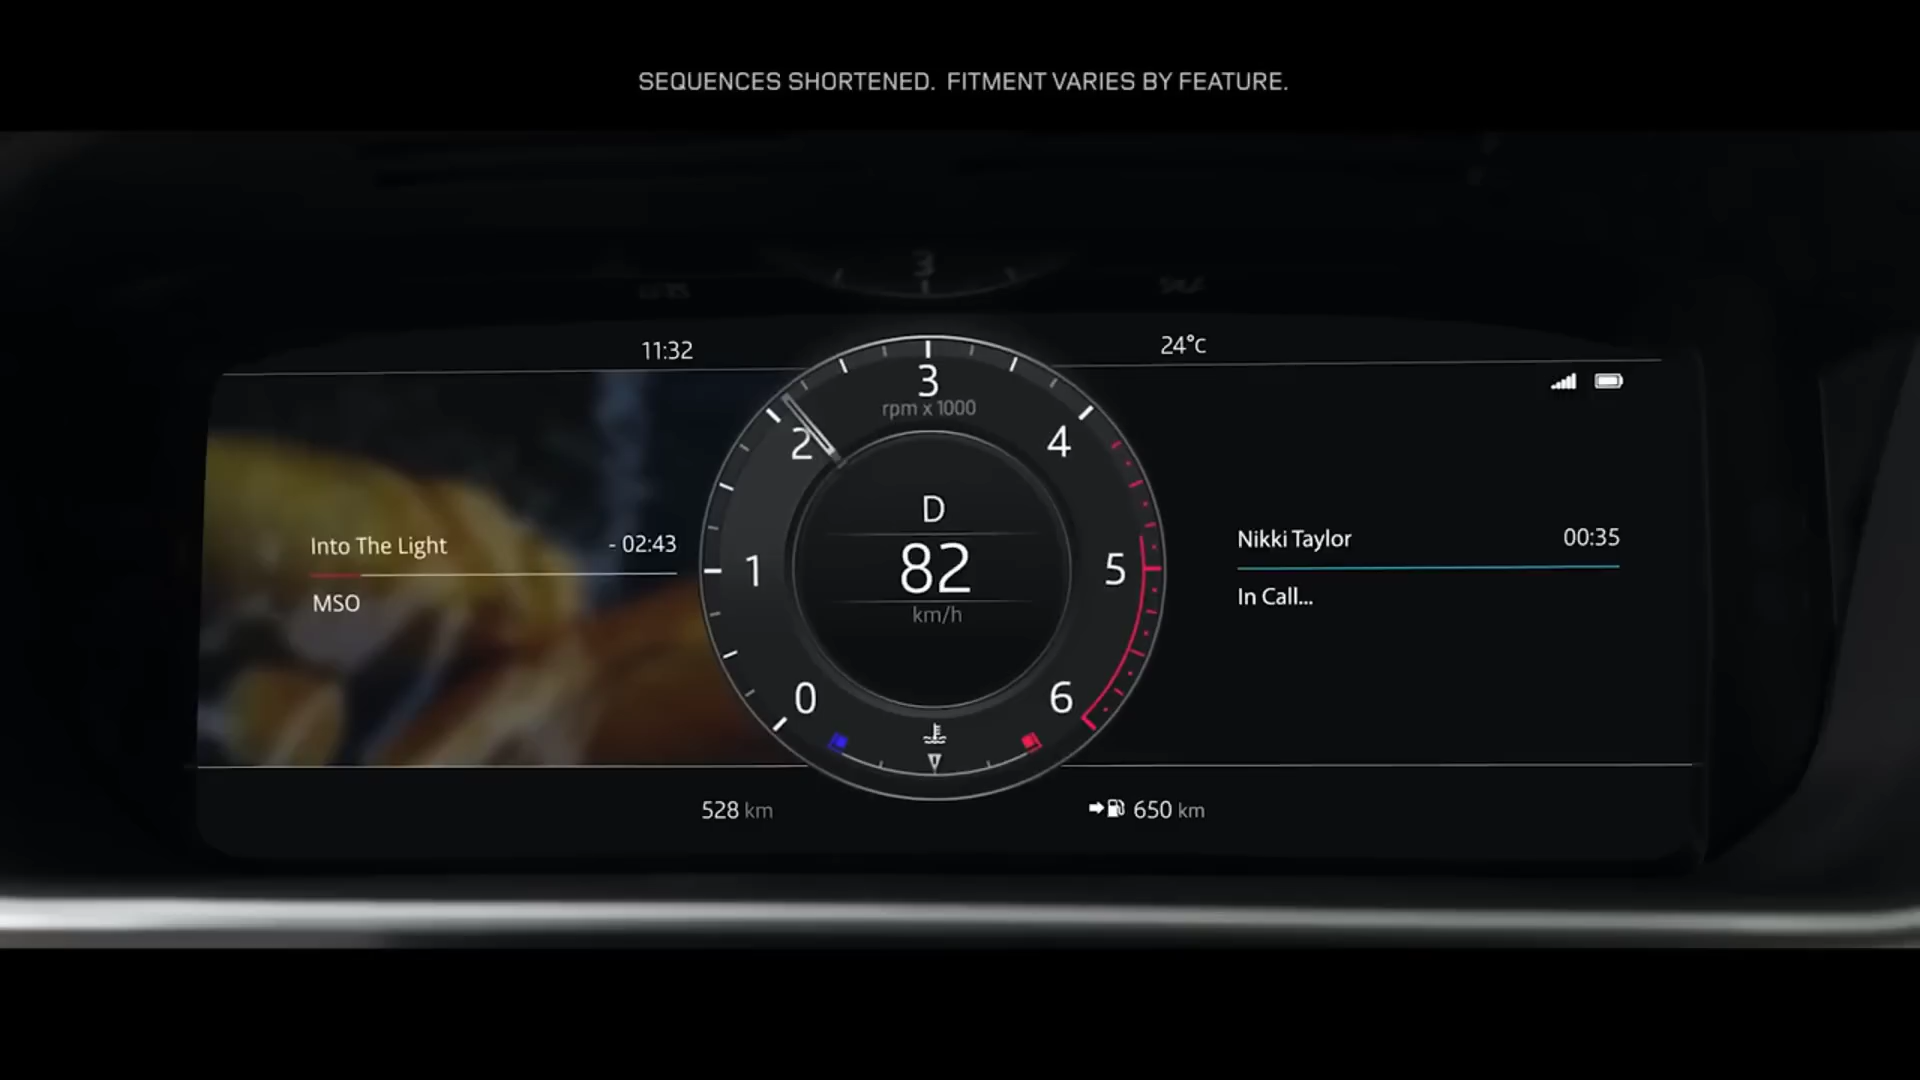 SEQUENCES SHORTENED. FITMENT VARIES BY FEATURE.
3
11:32
24°C
3
rpm x 1000
2
4
D
Into The Light
- 02:43
82
Nikki Taylor
00:35
1
5
MSO
km/h
In Call...
0
6
528 km
650 km